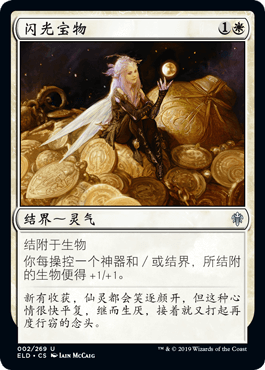 闪光宝物 1
结界～灵气
结附于生物
你每操控一个神器和／或结界，所结附
的生物便得+1/+1。
新有收获，仙灵都会笑逐颜开，但这种心
情很快平复，继而生厌，接着就又打起再
度行窃的念头。
002/269 U
ELD • CS Iain McCaig
™ & © 2019 Wizards of the Coast